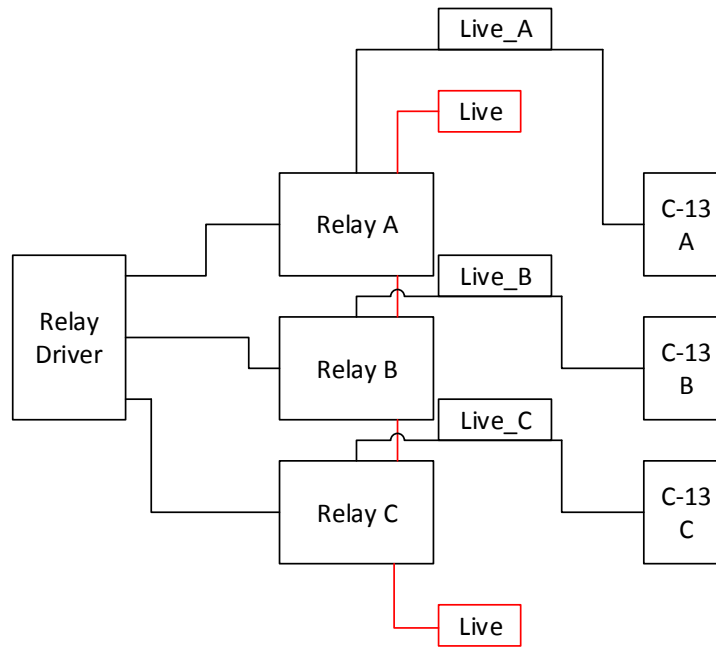 Live_A
Live
Relay A
C-13
A
Live_B
Relay
Driver
Relay B
C-13
B
Live_C
Relay C
C-13
C
Live